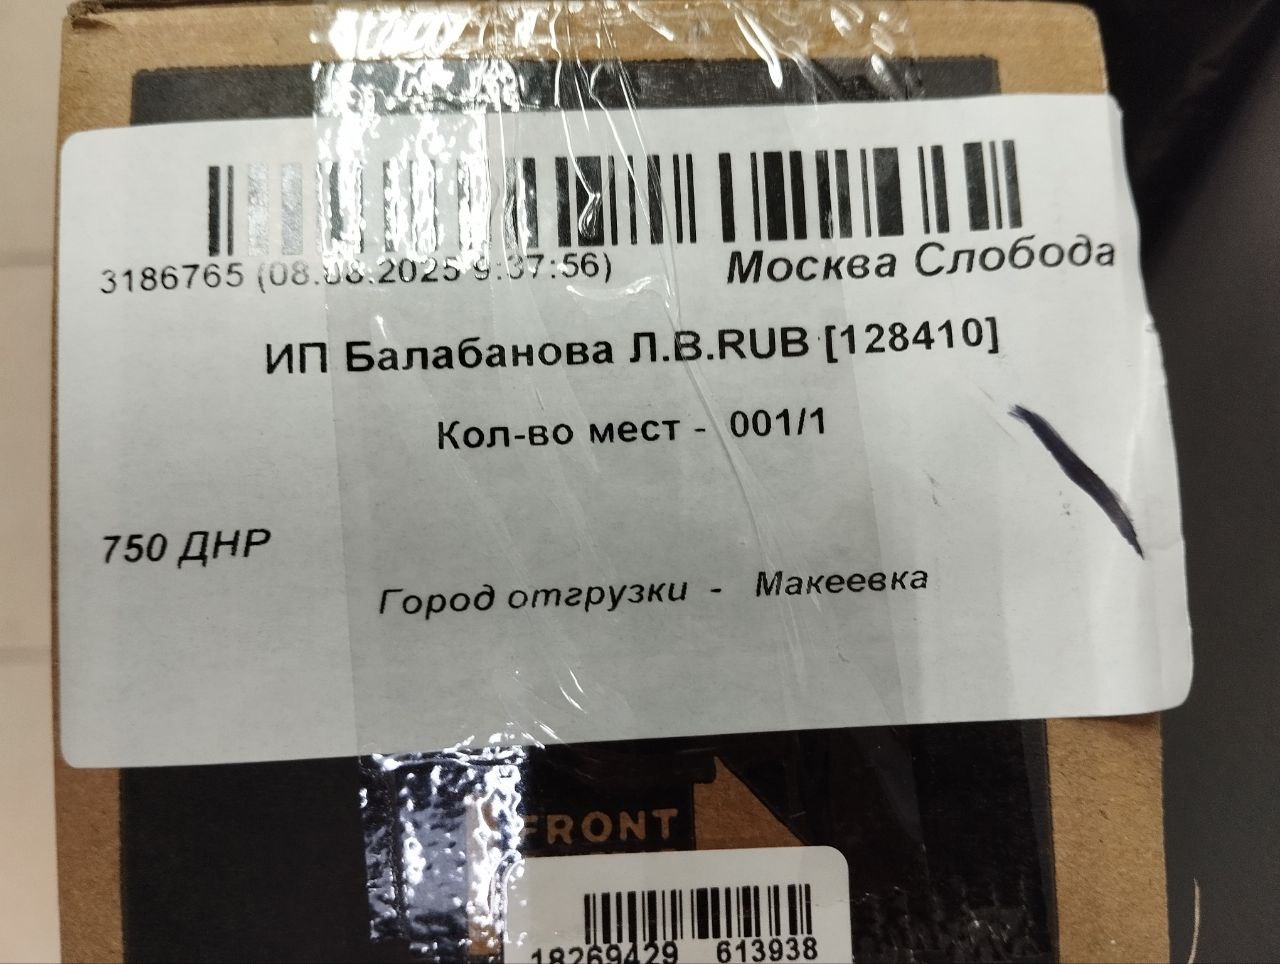 3186765 (08.08.2025 9:37:56)
Москва Слобода
ИП Балабанова Л.В.RUB [128410]
Кол-во мест - 001/1
750 ДНР
Город отгрузки - Макеевка
FRONT
18269429 613938